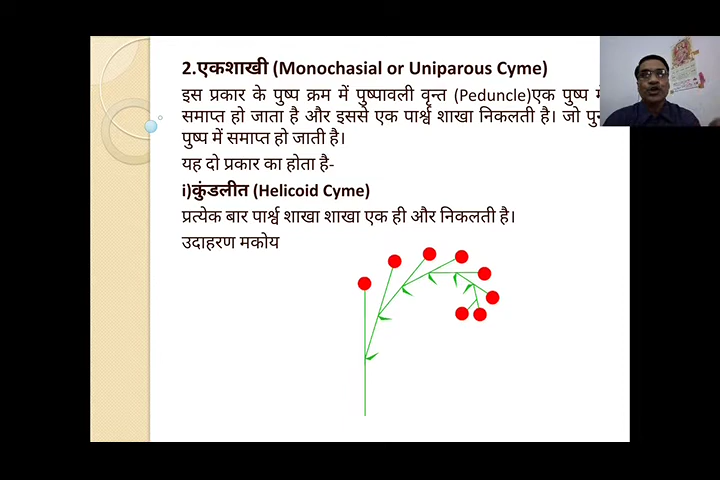 2.एकशाखी (Monochasial or Uniparous Cyme)
इस प्रकार के पुष्प क्रम में पुष्पावली वृन्त (Peduncle)एक पुष्प
समाप्त हो जाता है और इससे एक पार्श्व शाखा निकलती है। जो
पुष्प में समाप्त हो जाती है।
यह दो प्रकार का होता है-
i)कुंडलीत (Helicoid Cyme)
प्रत्येक बार पार्श्व शाखा शाखा एक ही और निकलती है।
उदाहरण मकोय